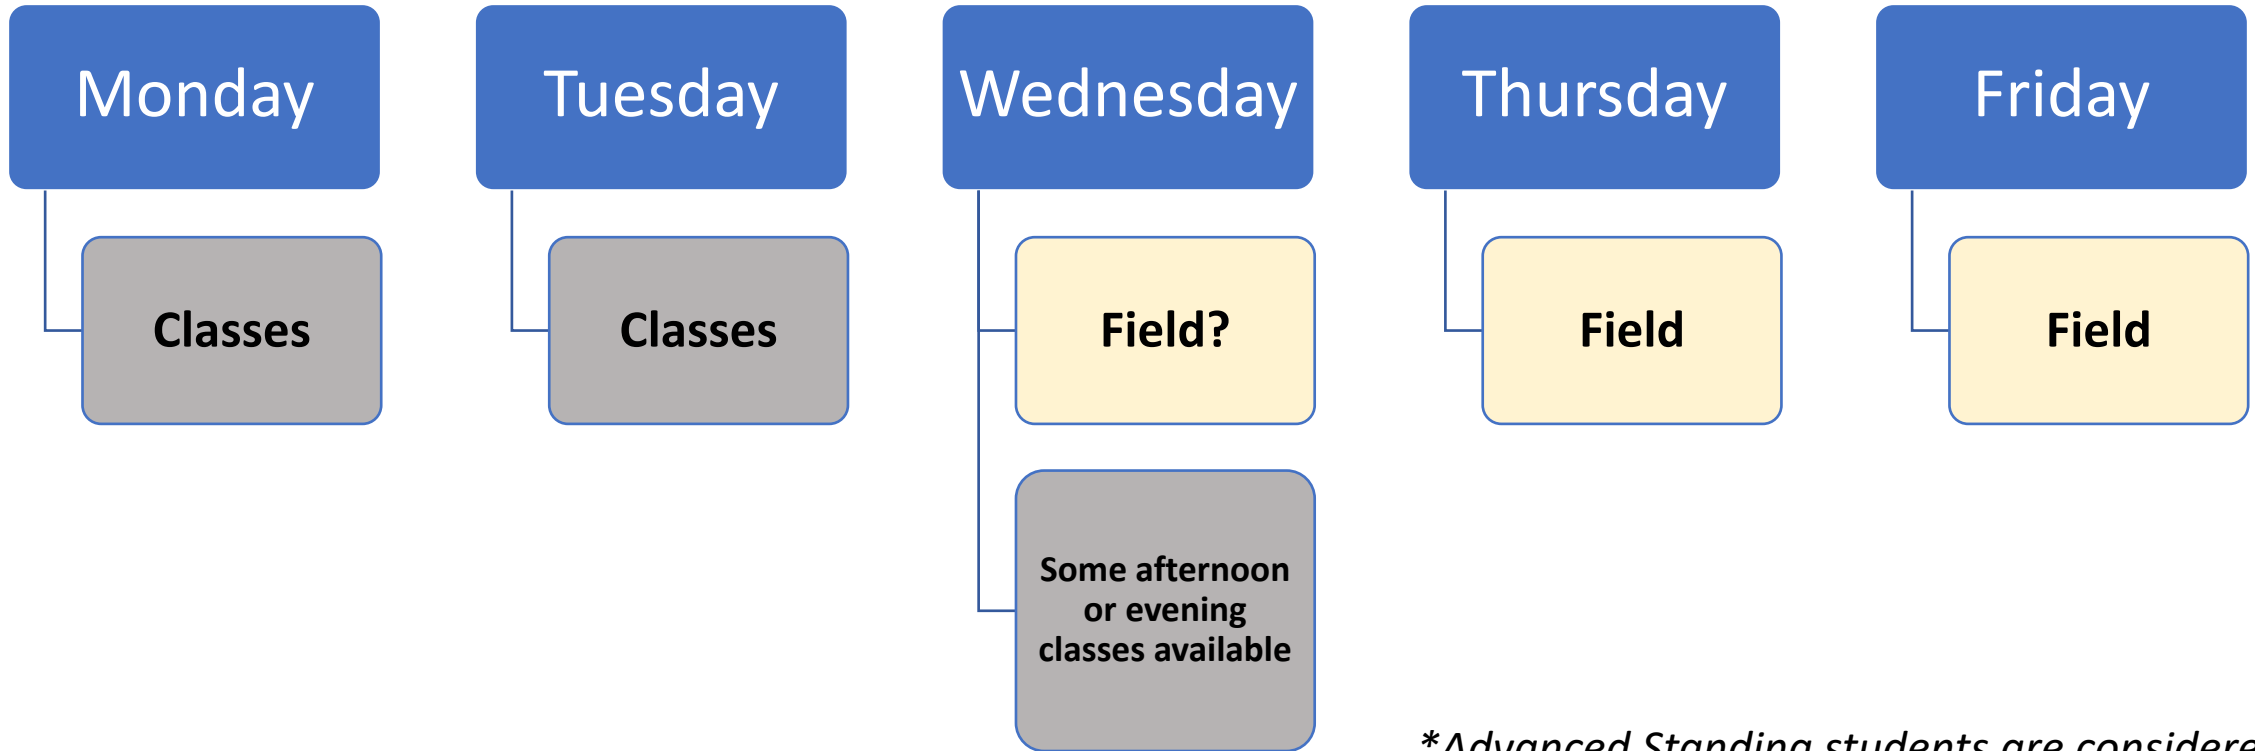 Monday
Classes
Tuesday
Classes
Wednesday
Field?
Some afternoon
or evening
classes available
Thursday
Field
Friday
Field
*Advanced Standing students are considere